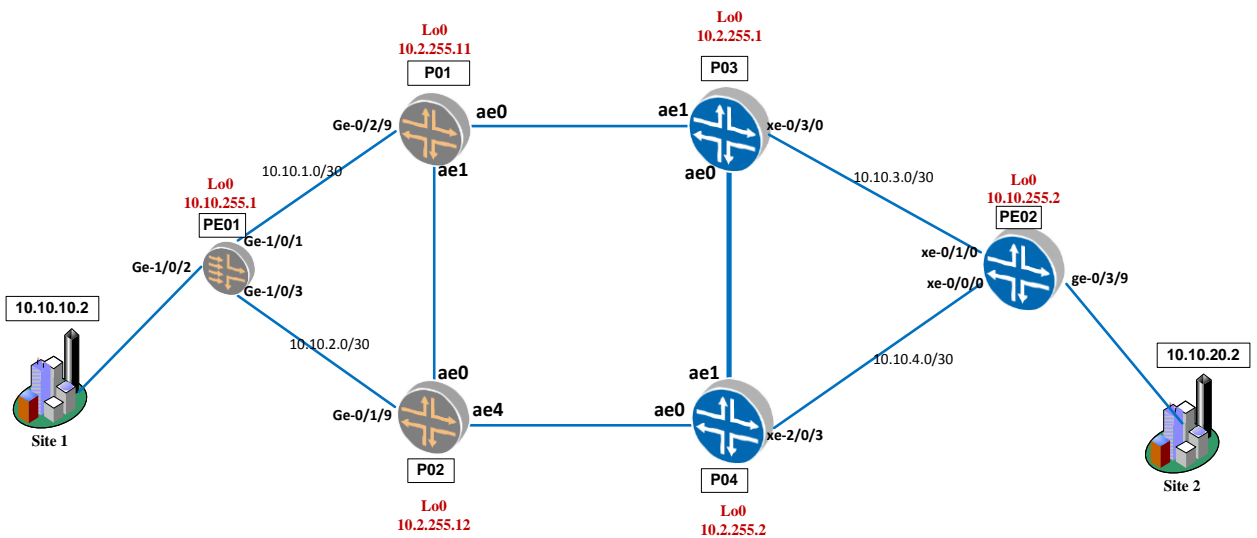 Lo0
10.2.255.11
P01
Lo0
10.2.255.1
P03
ae0
ae1
Ge-0/2/9
xe-0/3/0
ae1
ae0
10.10.1.0/30
10.10.3.0/30
Lo0
10.10.255.1
PE01
Lo0
10.10.255.2
PE02
Ge-1/0/1
Ge-1/0/2
Ge-1/0/3
xe-0/1/0
xe-0/0/0
ge-0/3/9
10.10.10.2
Site 1
10.10.2.0/30
10.10.4.0/30
10.10.20.2
Site 2
ae0
ae1
Ge-0/1/9
ae4
ae0
xe-2/0/3
P02
P04
Lo0
10.2.255.12
Lo0
10.2.255.2